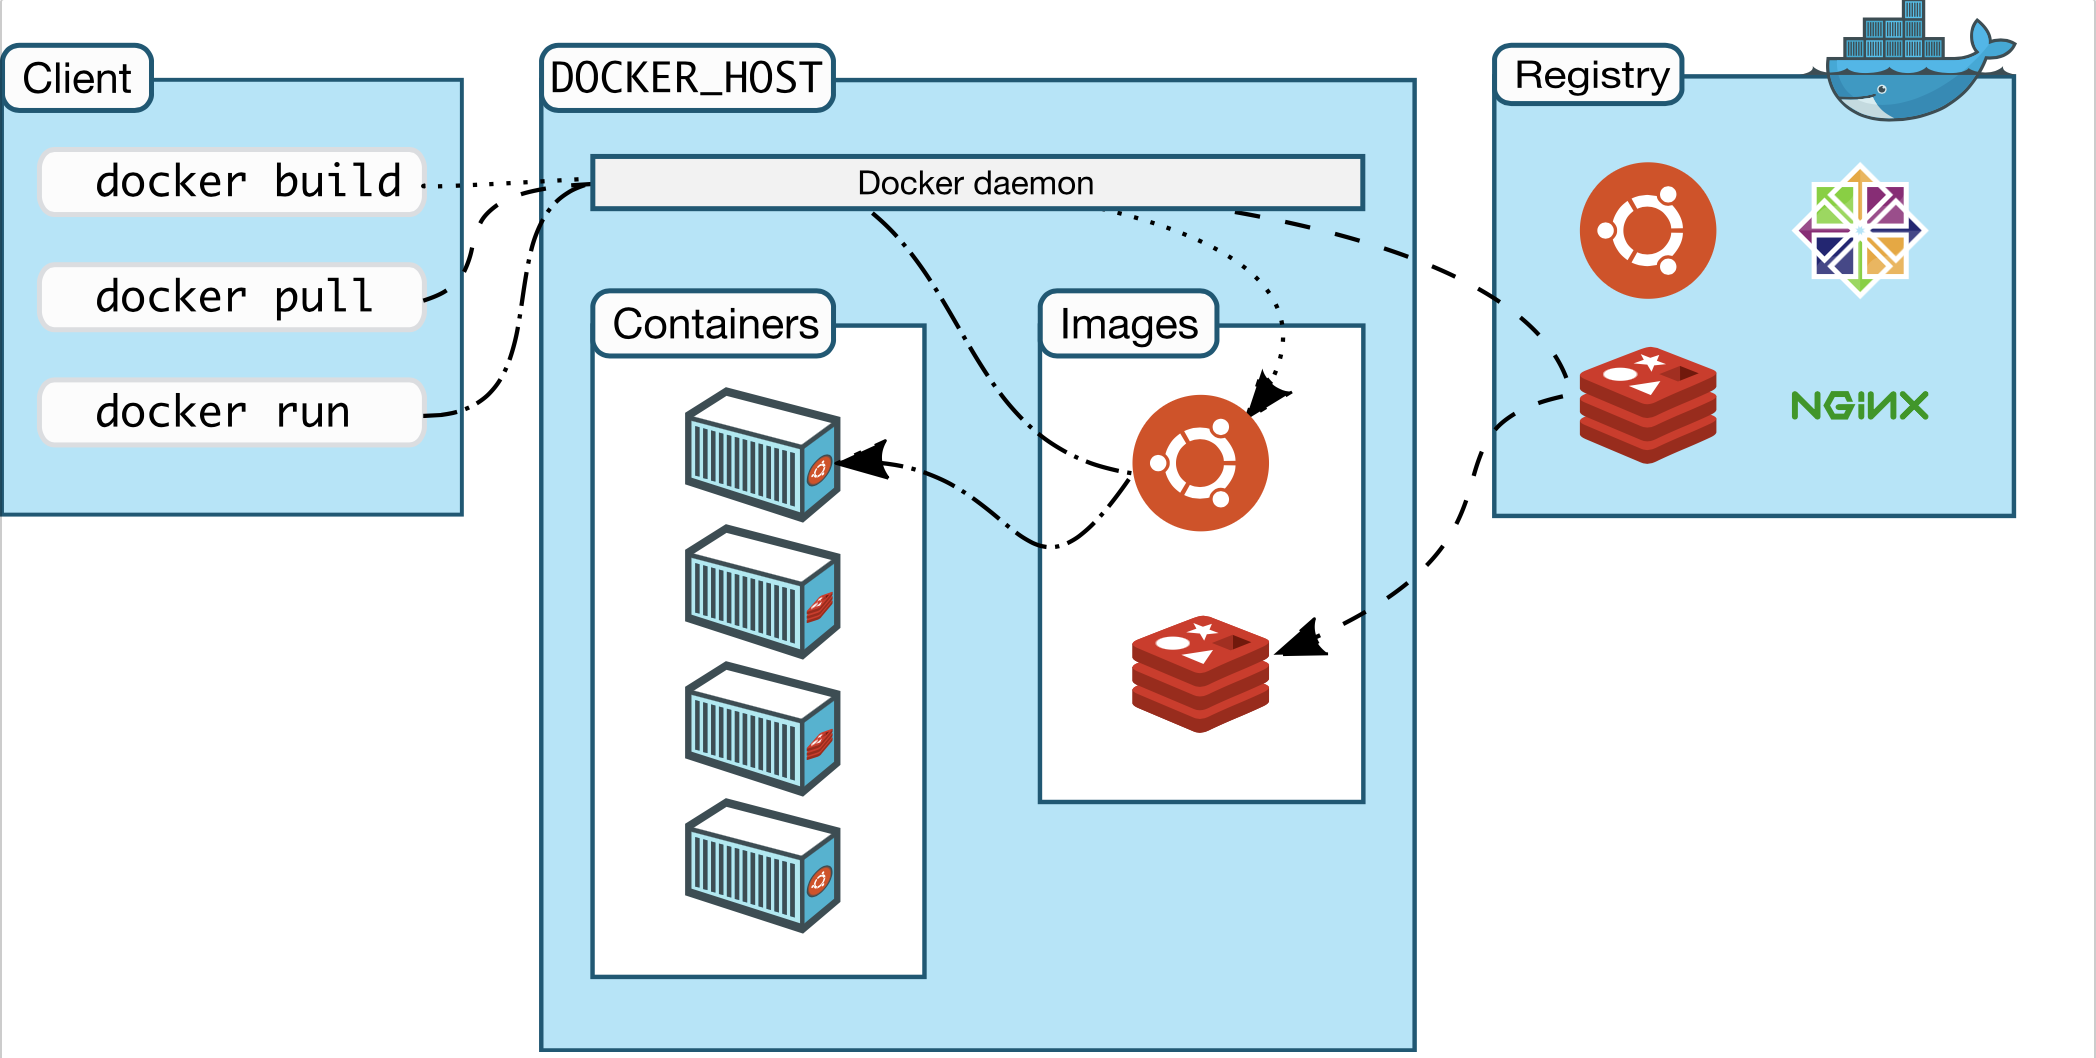 Client
docker build
docker pull
docker run
DOCKER_HOST
Docker daemon
Containers
Images
Registry
NGiNX